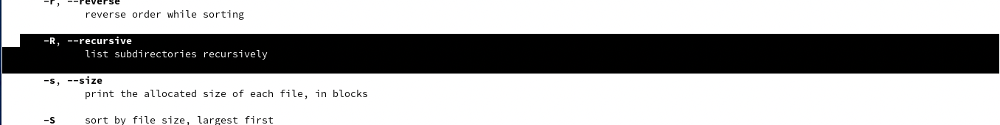 -r, --reverse
reverse order while sorting
-R, --recursive
list subdirectories recursively
-s, --size
print the allocated size of each file, in blocks
-S     sort by file size, largest first